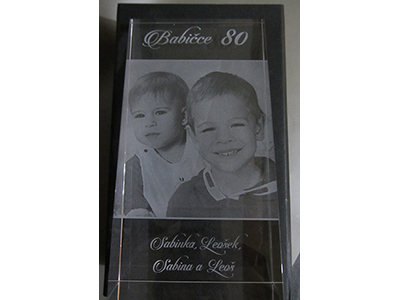 Babičce 80
Sabinka, Leošek,
Sabina a Leoš